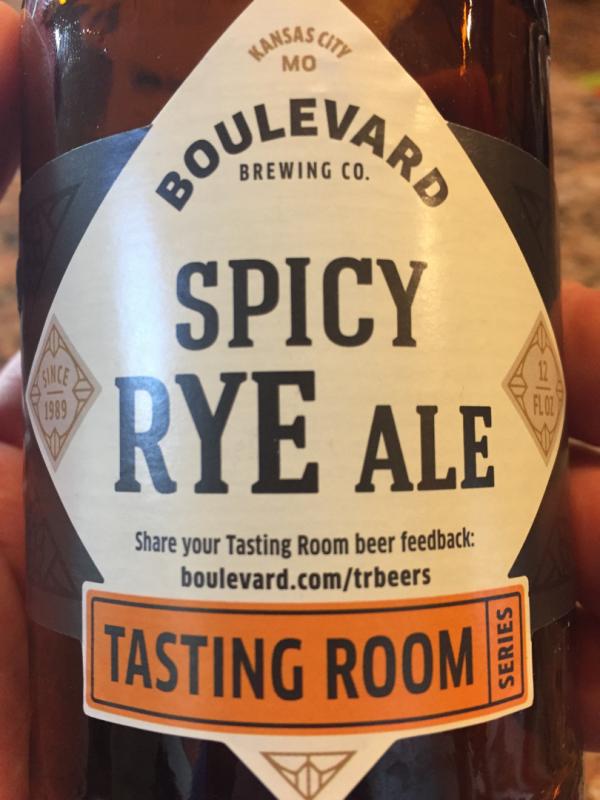 KANSAS CITY
MO
BOULEVARD
BREWING CO.
SPICY
RYE ALE
SINCE
1989
12
FL OZ
Share your Tasting Room beer feedback:
boulevard.com/trbeers
TASTING ROOM
SERIES